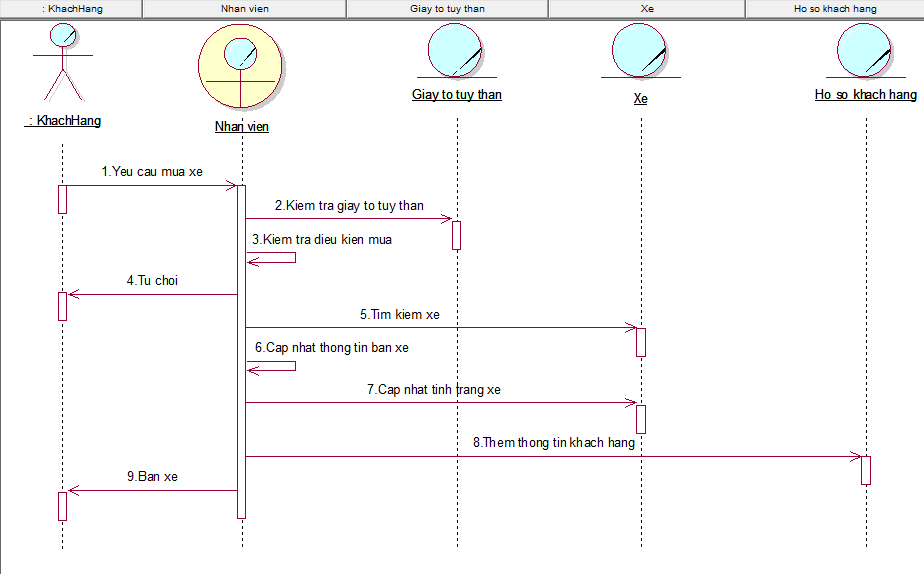 : KhachHang
Nhan vien
Giay to tuy than
Xe
Ho so khach hang
: KhachHang
Nhan vien
Giay to tuy than
Xe
Ho so khach hang
1.Yeu cau mua xe
2.Kiem tra giay to tuy than
3.Kiem tra dieu kien mua
4.Tu choi
5.Tim kiem xe
6.Cap nhat thong tin ban xe
7.Cap nhat tinh trang xe
8.Them thong tin khach hang
9.Ban xe